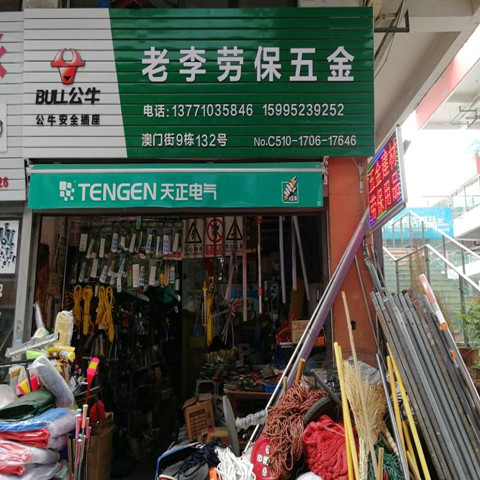 BULL公牛
公牛安全插座
老李劳保五金
电话: 13771035846 15995239252
澳门街9栋132号 No.C510-1706-17646
TENGEN 天正电气
26